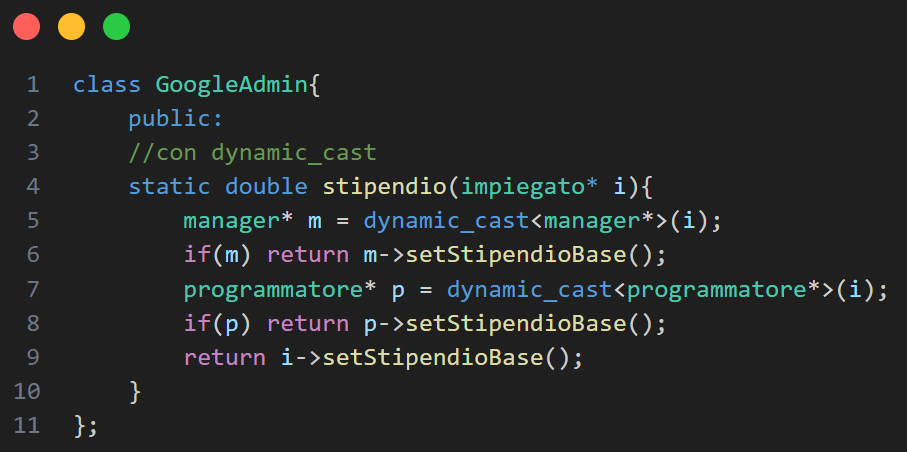 1 class GoogleAdmin{
2 public:
3 //con dynamic_cast
4 static double stipendio(impiegato* i){
5 manager* m = dynamic_cast<manager*>(i);
6 if(m) return m->setStipendioBase();
7 programmatore* p = dynamic_cast<programmatore*>(i);
8 if(p) return p->setStipendioBase();
9 return i->setStipendioBase();
10 }
11 };